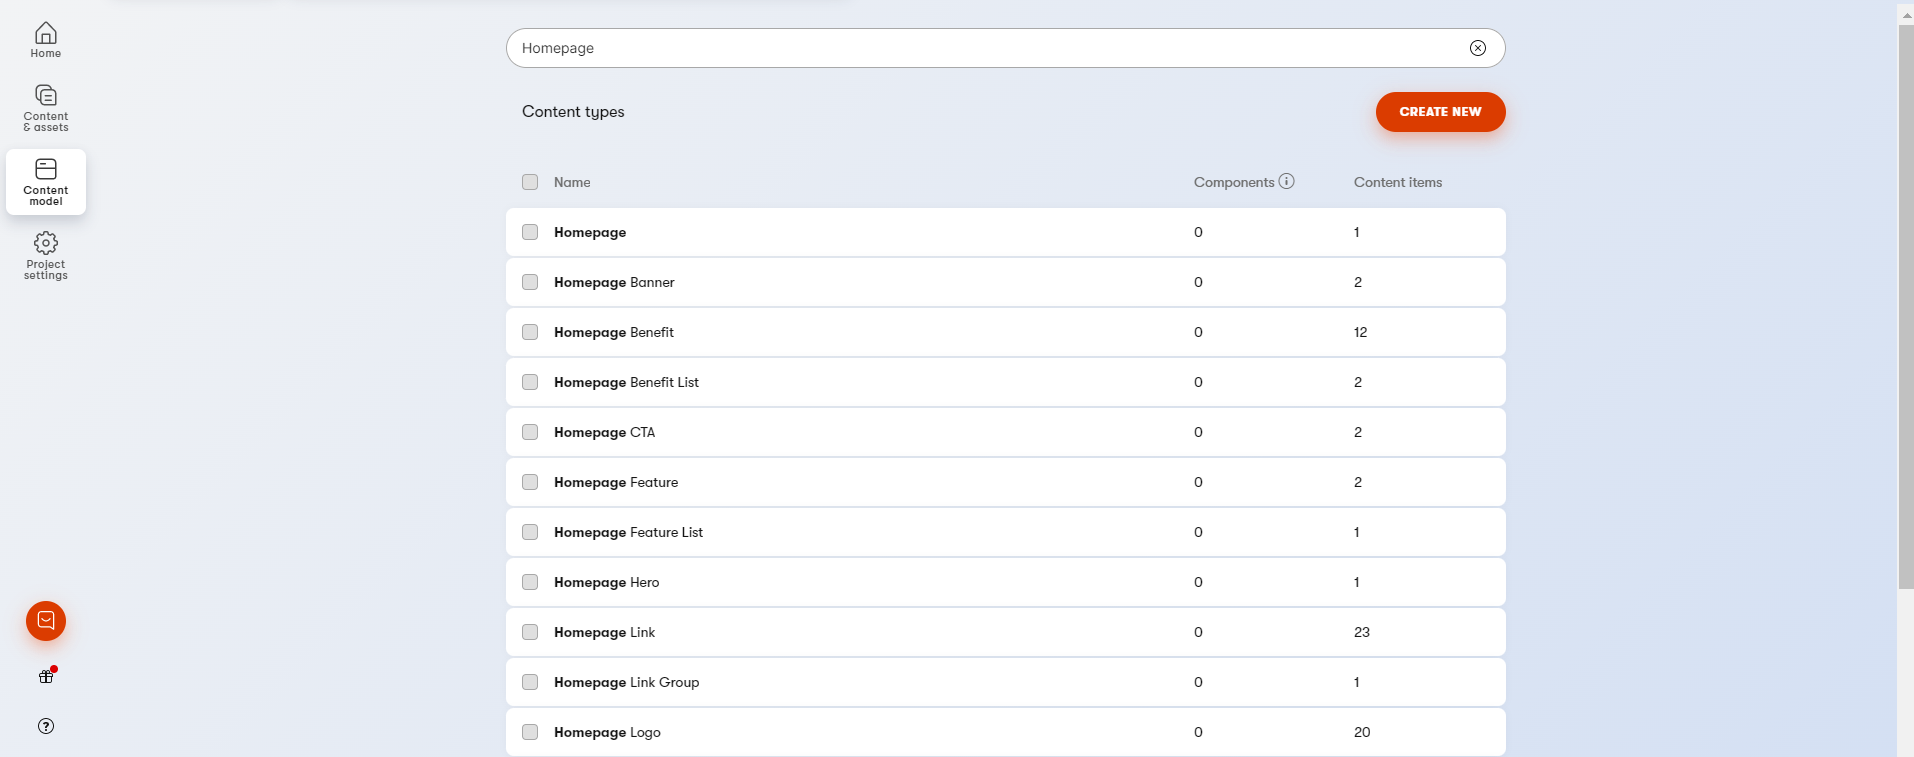 Home
Content
& assets
Content
model
Project
settings
Homepage
Content types
CREATE NEW
Name Components Content items
Homepage 0 1
Homepage Banner 0 2
Homepage Benefit 0 12
Homepage Benefit List 0 2
Homepage CTA 0 2
Homepage Feature 0 2
Homepage Feature List 0 1
Homepage Hero 0 1
Homepage Link 0 23
Homepage Link Group 0 1
Homepage Logo 0 20